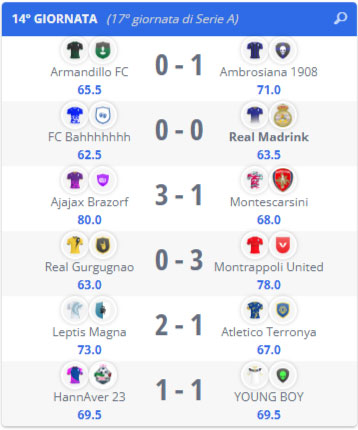 14° GIORNATA (17° giornata di Serie A)
Armandillo FC 0 - 1 Ambrosiana 1908
65.5 71.0
FC Bahhhhhhh 0 - 0 Real Madrink
62.5 63.5
Ajajax Brazorf 3 - 1 Montescarsini
80.0 68.0
Real Gurgugnao 0 - 3 Montrappoli United
63.0 78.0
Leptis Magna 2 - 1 Atletico Terronya
73.0 67.0
HannAver 23 1 - 1 YOUNG BOY
69.5 69.5